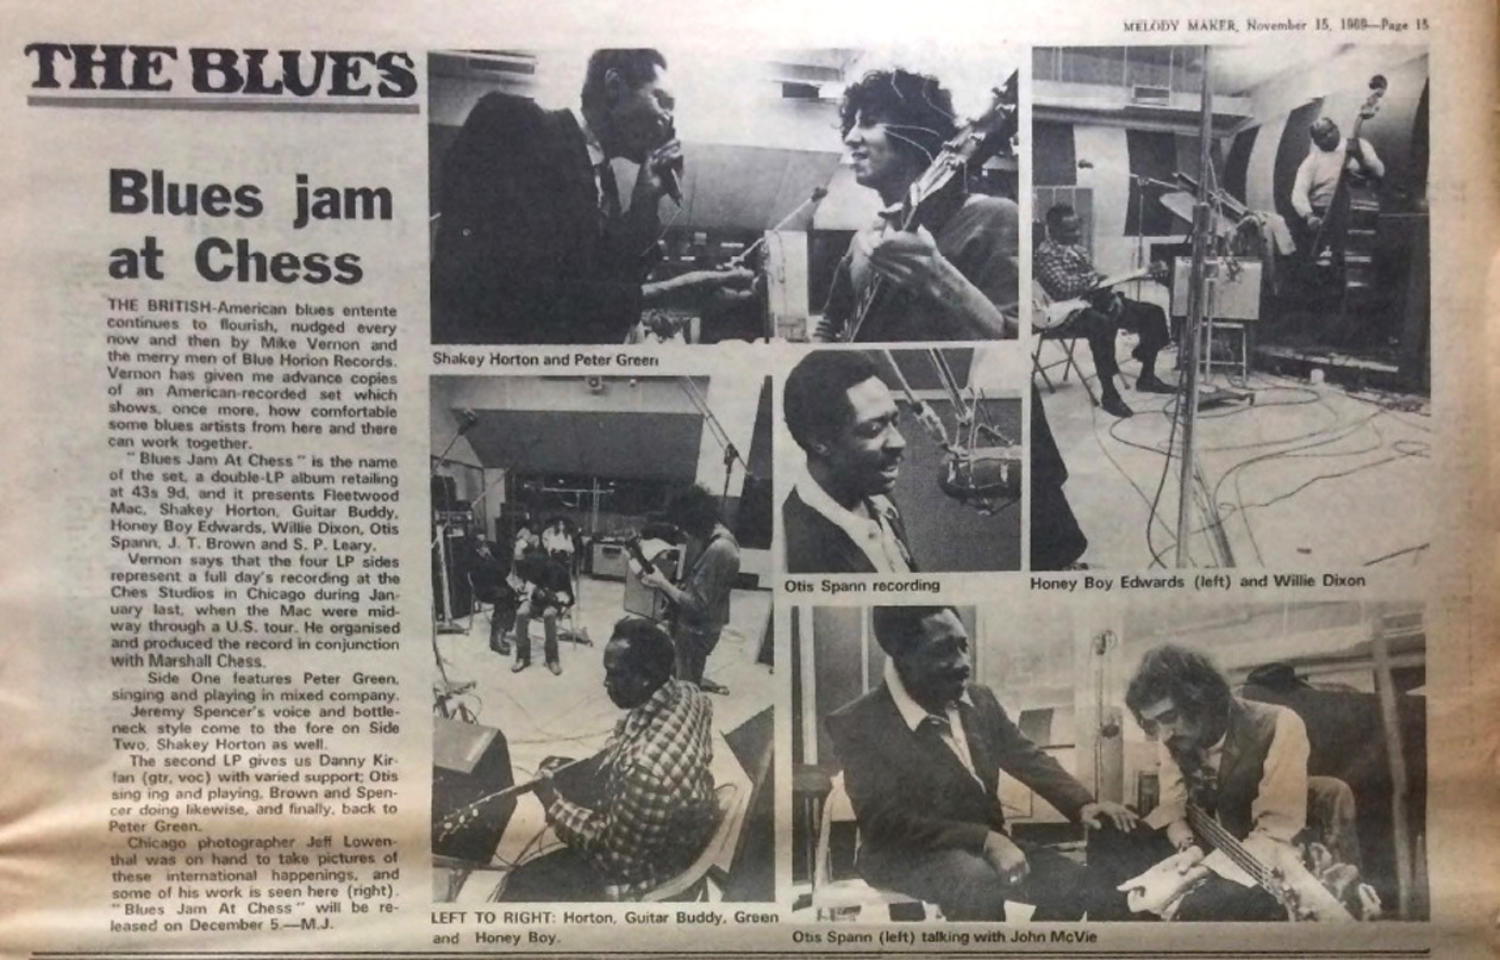 MELODY MAKER, November 15, 1969—Page 15
THE BLUES
Blues jam
at Chess
THE BRITISH-American blues entente
continues to flourish, nudged every
now and then by Mike Vernon and
the merry men of Blue Horion Records.
Vernon has given me advance copies
of an American-recorded set which
shows, once more, how comfortable
some blues artists from here and there
can work together.
"Blues Jam At Chess" is the name
of the set, a double-LP album retailing
at 43s 9d, and it presents Fleetwood
Mac, Shakey Horton, Guitar Buddy,
Honey Boy Edwards, Willie Dixon, Otis
Spann, J. T. Brown and S. P. Leary.
Vernon says that the four LP sides
represent a full day's recording at the
Ches Studios in Chicago during Jan-
uary last, when the Mac were mid-
way through a U.S. tour. He organised
and produced the record in conjunction
with Marshall Chess.
Side One features Peter Green,
singing and playing in mixed company.
Jeremy Spencer's voice and bottle-
neck style come to the fore on Side
Two, Shakey Horton as well.
The second LP gives us Danny Kir-
fan (gtr, voc) with varied support; Otis
sing ing and playing, Brown and Spen-
cer doing likewise, and finally, back to
Peter Green.
Chicago photographer Jeff Lowen-
thal was on hand to take pictures of
these international happenings, and
some of his work is seen here (right).
"Blues Jam At Chess" will be re-
leased on December 5.—M.J.
Shakey Horton and Peter Green
Otis Spann recording
Honey Boy Edwards (left) and Willie Dixon
LEFT TO RIGHT: Horton, Guitar Buddy, Green
and Honey Boy.
Otis Spann (left) talking with John McVie